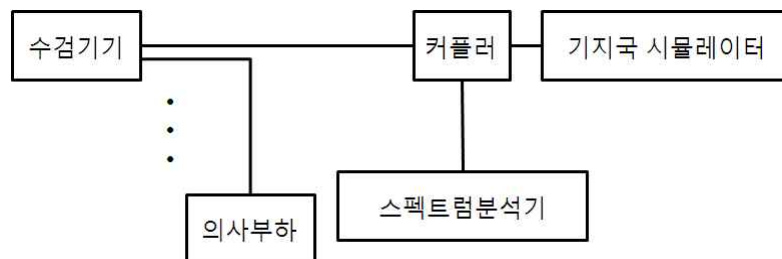 수검기기
커플러
기지국 시뮬레이터
스펙트럼분석기
의사부하